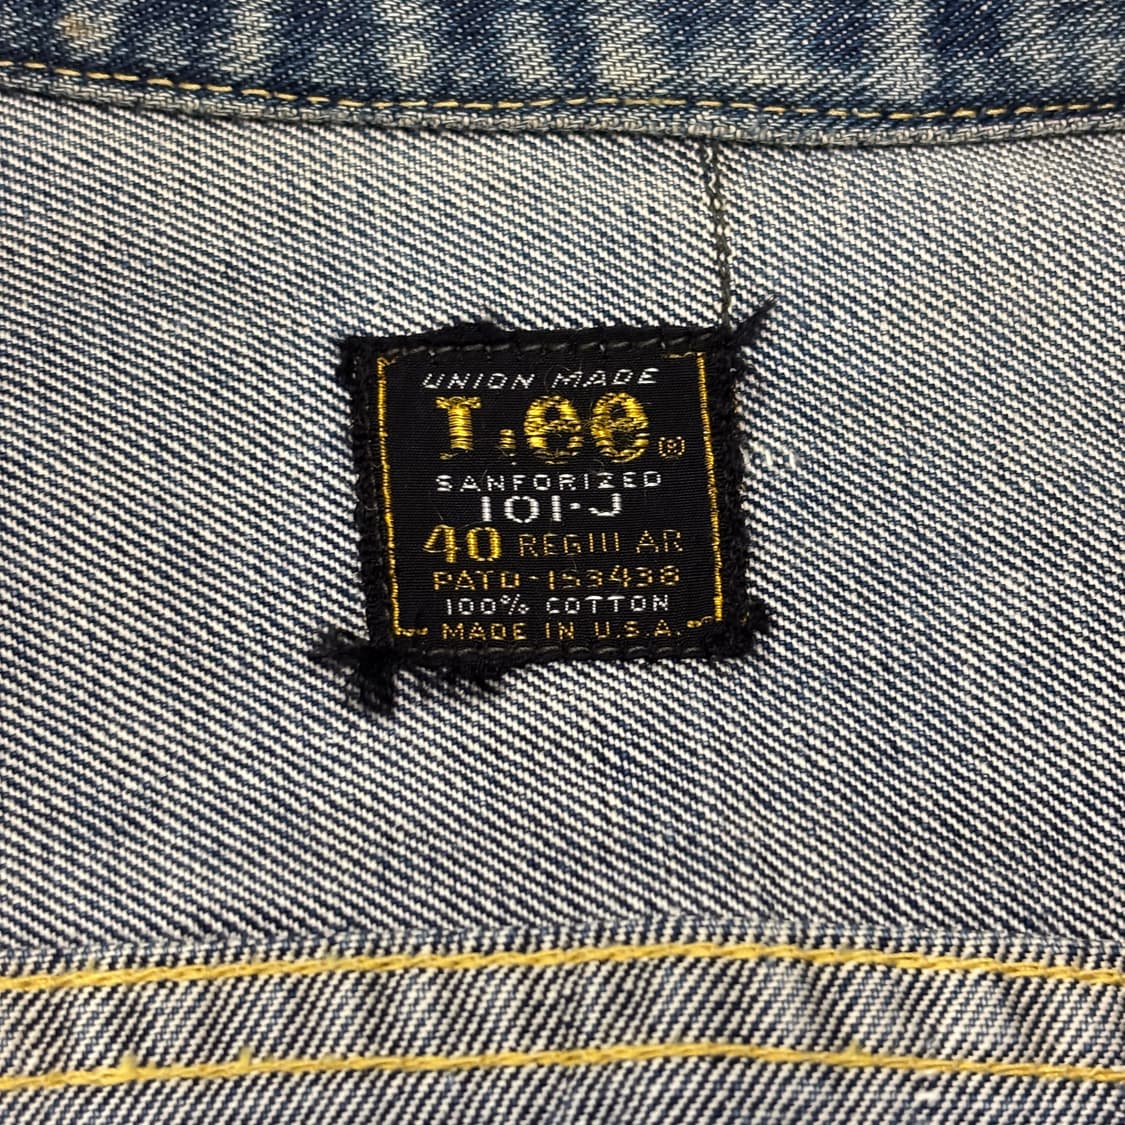 UNION MADE
Lee®
SANFORIZED
101-J
40 REGULAR
PATD-153438
100% COTTON
MADE IN U.S.A.